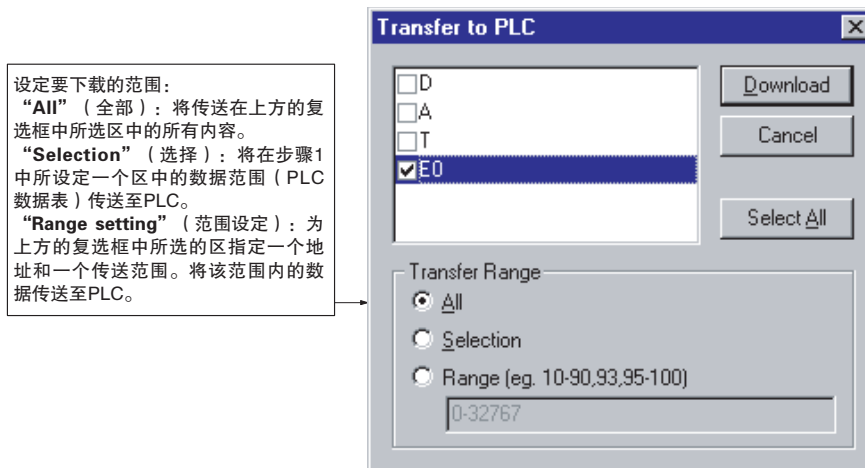 Transfer to PLC
设定要下载的范围：
“All”（全部）：将传送在上方的复
选框中所选区中的所有内容。
“Selection”（选择）：将在步骤1
中所设定一个区中的数据范围（PLC
数据表）传送至PLC。
“Range setting”（范围设定）：为
上方的复选框中所选的区指定一个地
址和一个传送范围。将该范围内的数
据传送至PLC。
D
A
T
E0
Download
Cancel
Select All
Transfer Range
All
Selection
Range (eg. 10-90,93,95-100)
0-32767